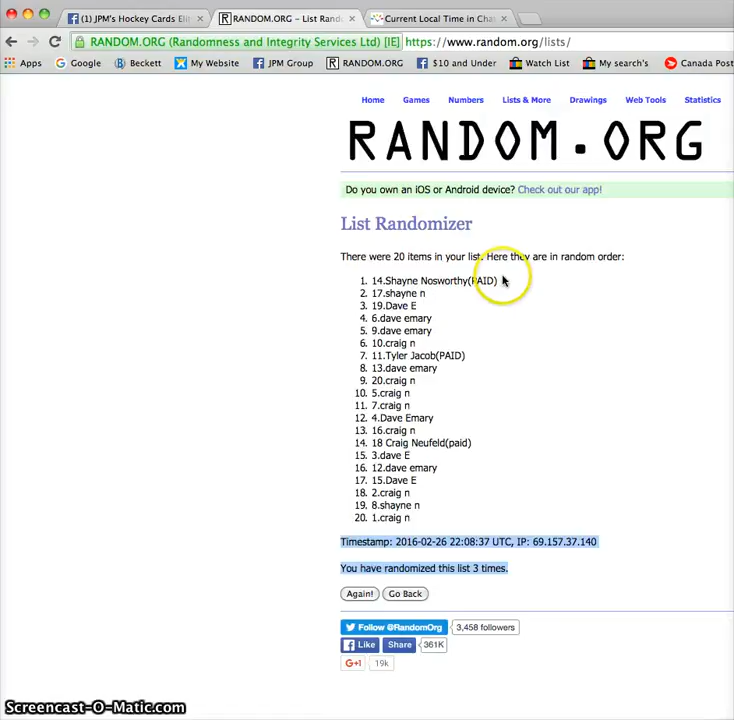 (1) JPM's Hockey Cards Eli
RANDOM.ORG - List Rand
Current Local Time in Cha
RANDOM.ORG (Randomness and Integrity Services Ltd) [IE] https://www.random.org/lists/
Apps Google Beckett My Website JPM Group RANDOM.ORG $10 and Under Watch List My search's Canada Post
Home Games Numbers Lists & More Drawings Web Tools Statistics
RANDOM.ORG
Do you own an iOS or Android device? Check out our app!
List Randomizer
There were 20 items in your list. Here they are in random order:
1. 14.Shayne Nosworthy(PAID)
2. 17.shayne n
3. 19.Dave E
4. 6.dave emary
5. 9.dave emary
6. 10.craig n
7. 11.Tyler Jacob(PAID)
8. 13.dave emary
9. 20.craig n
10. 5.craig n
11. 7.craig n
12. 4.Dave Emary
13. 16.craig n
14. 18 Craig Neufeld(paid)
15. 3.dave E
16. 12.dave emary
17. 15.Dave E
18. 2.craig n
19. 8.shayne n
20. 1.craig n
Timestamp: 2016-02-26 22:08:37 UTC, IP: 69.157.37.140
You have randomized this list 3 times.
Again! Go Back
Follow @RandomOrg 3,458 followers
Like Share 361K
G+1 19k
Screencast-O-Matic.com